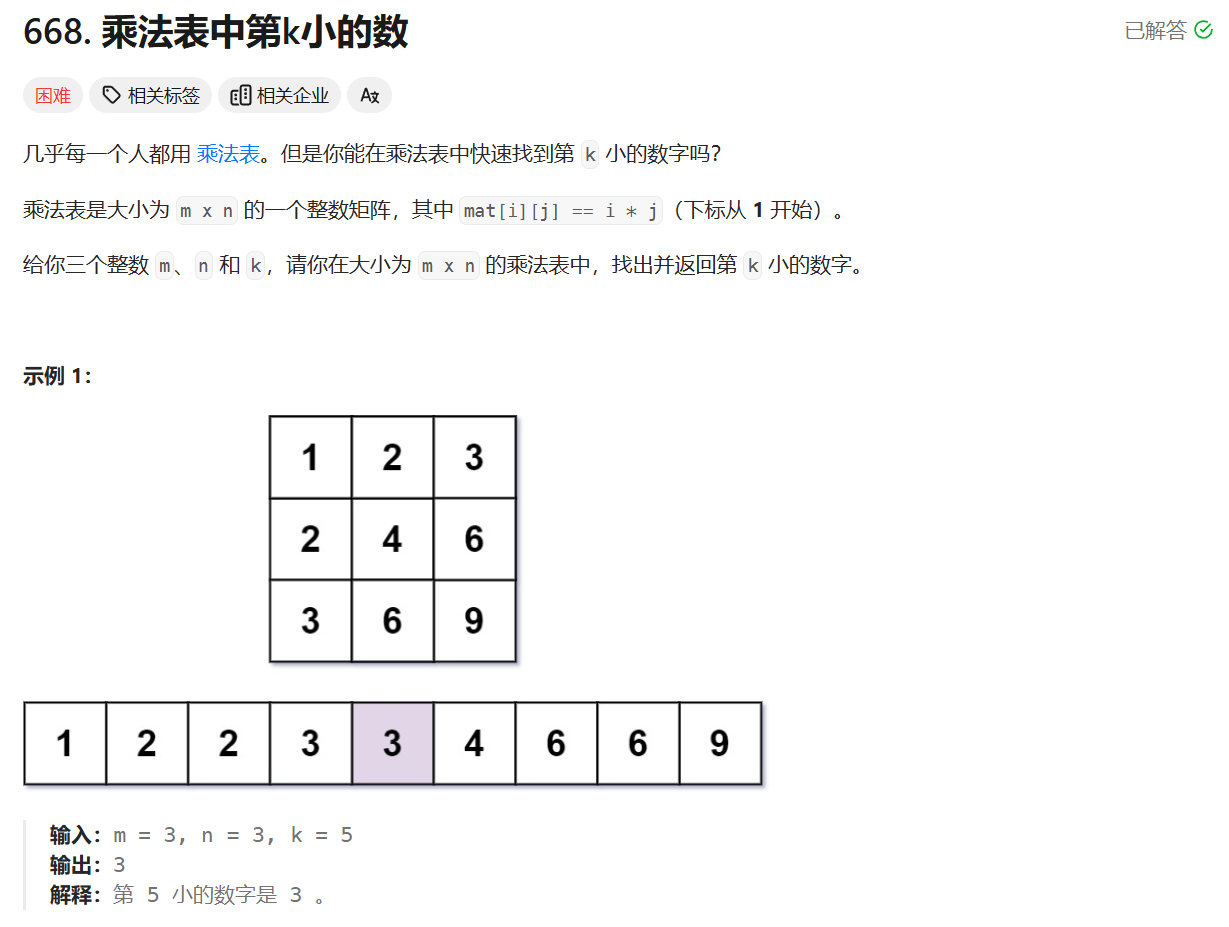 668. 乘法表中第k小的数
已解答
困难 相关标签 相关企业 Aあ
几乎每一个人都用 乘法表。但是你能在乘法表中快速找到第 k 小的数字吗？
乘法表是大小为 m x n 的一个整数矩阵，其中 mat[i][j] == i * j（下标从 1 开始）。
给你三个整数 m、n 和 k，请你在大小为 m x n 的乘法表中，找出并返回第 k 小的数字。
示例 1：
1 2 3
2 4 6
3 6 9
1 2 2 3 3 4 6 6 9
输入：m = 3, n = 3, k = 5
输出：3
解释：第 5 小的数字是 3 。